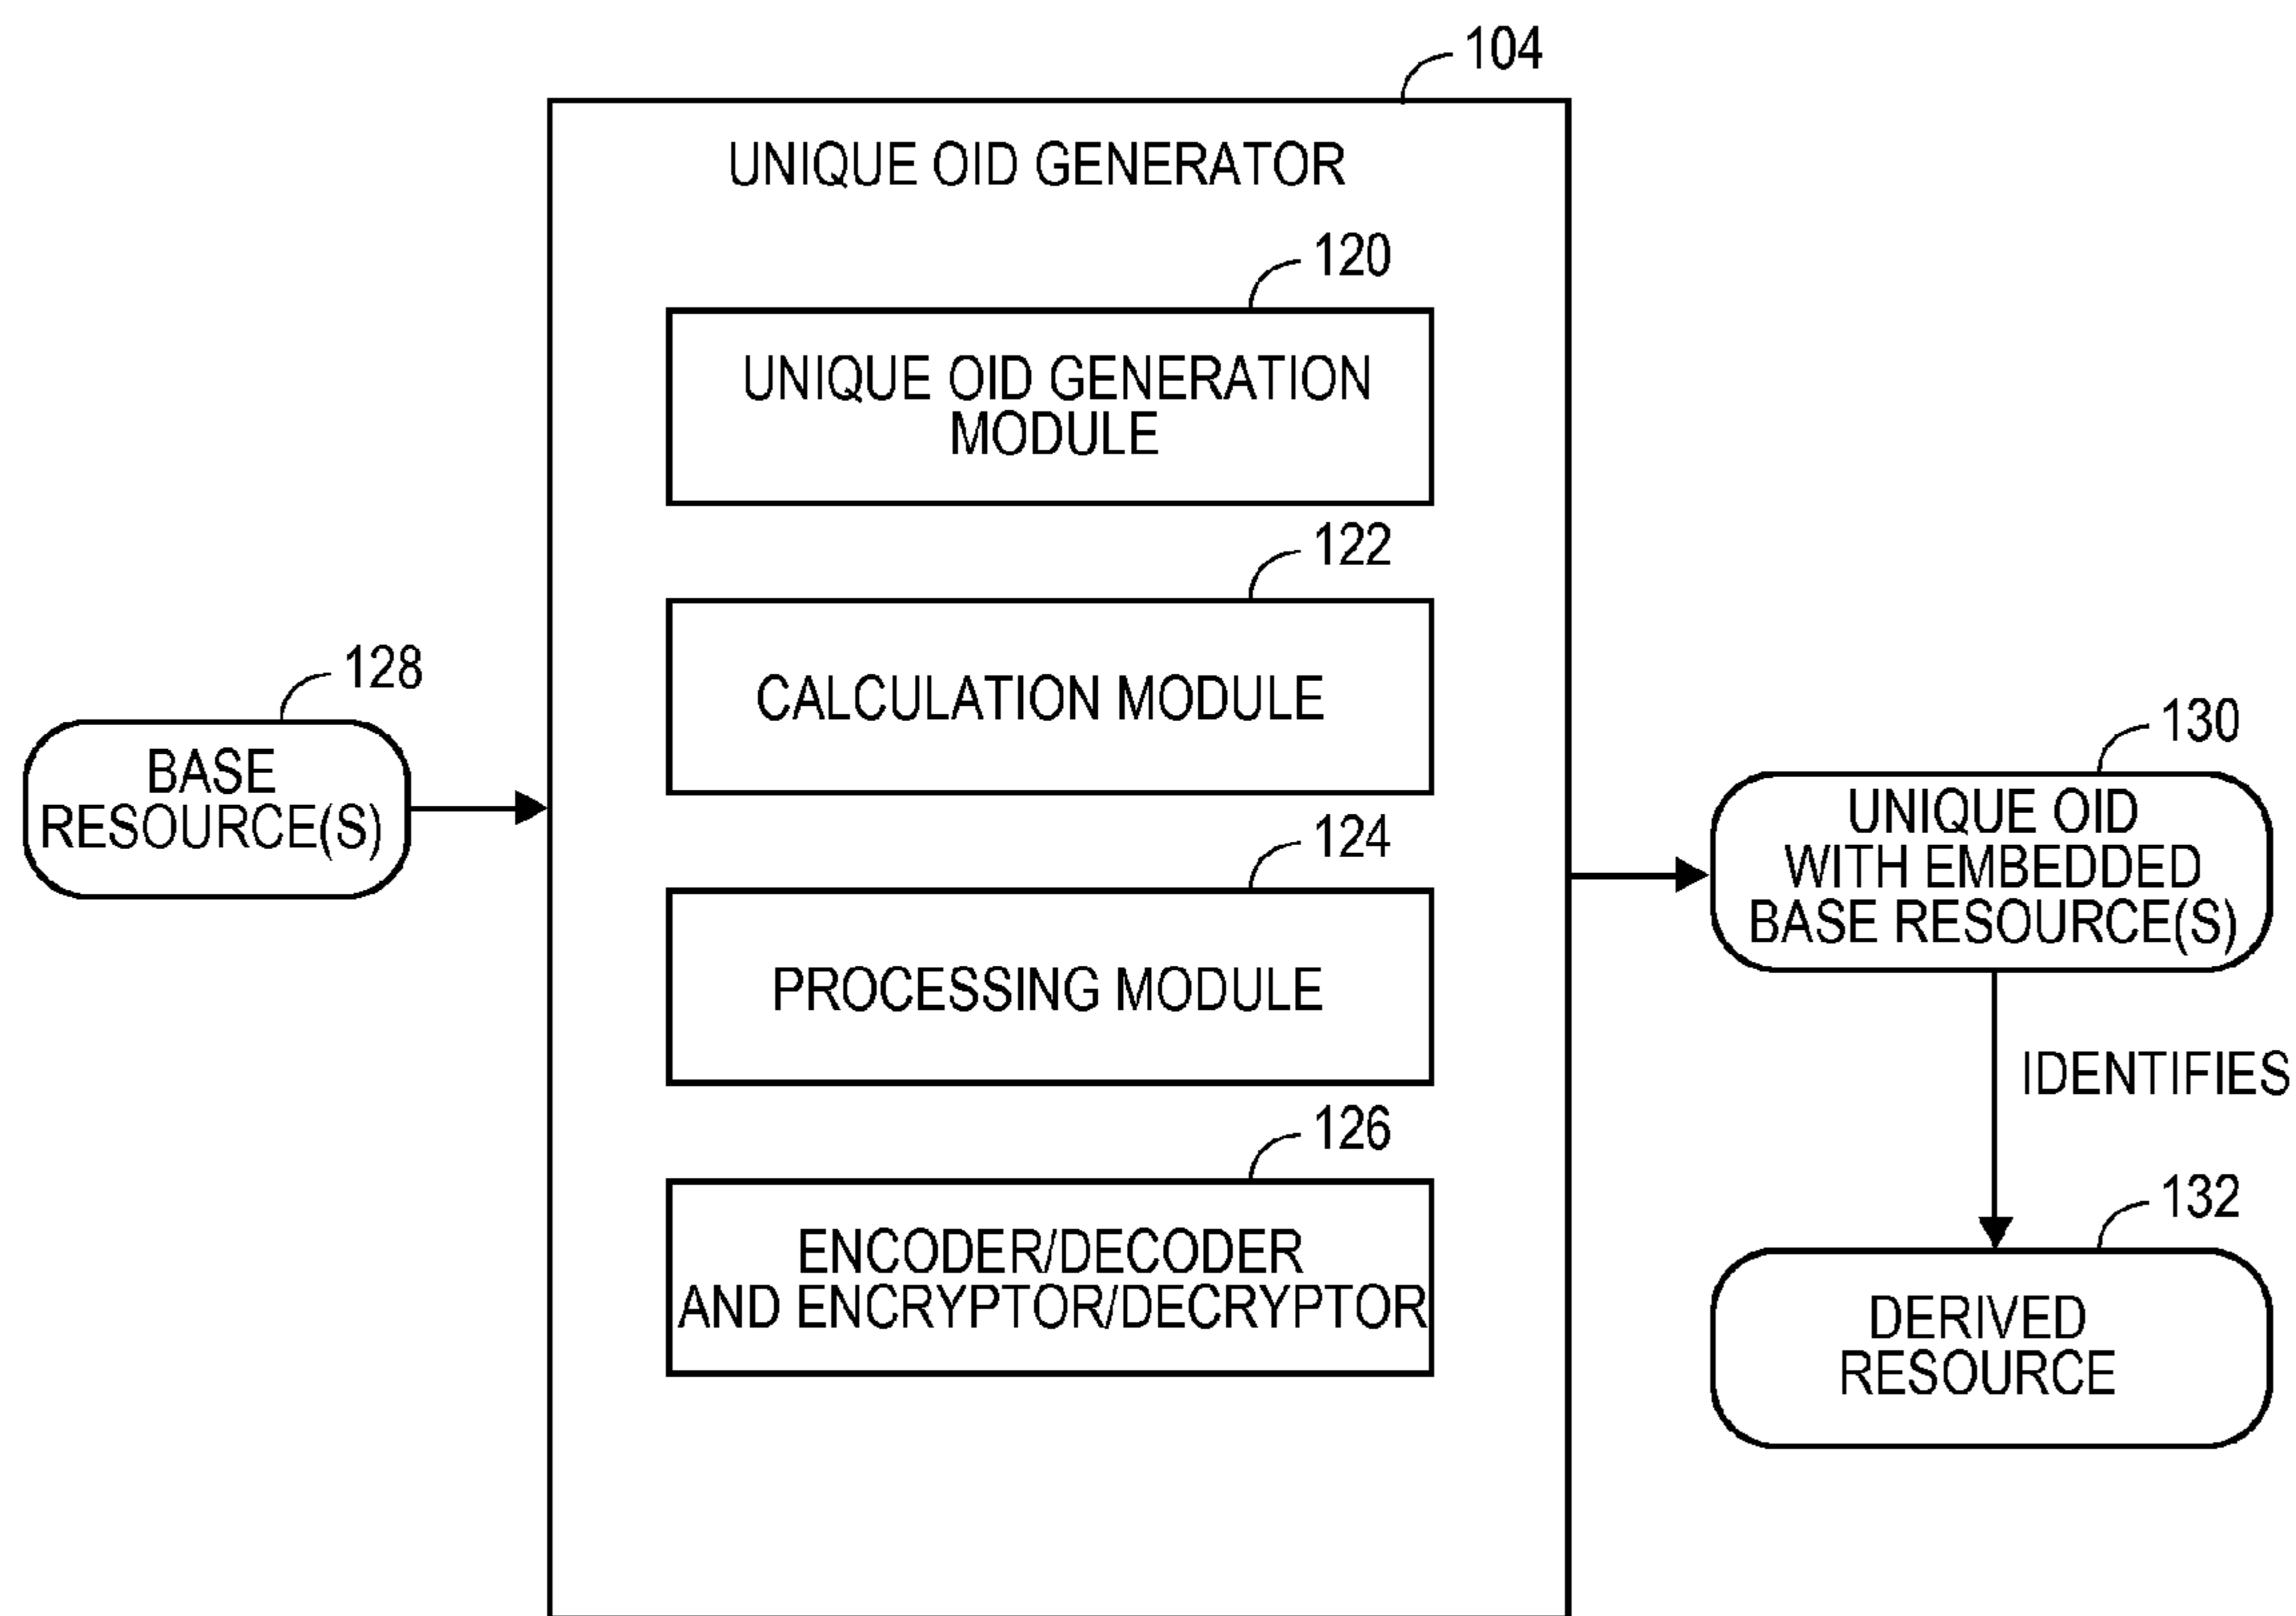 104
UNIQUE OID GENERATOR
120
UNIQUE OID GENERATION
MODULE
122
CALCULATION MODULE
124
PROCESSING MODULE
126
ENCODER/DECODER
AND ENCRYPTOR/DECRYPTOR
128
BASE
RESOURCE(S)
130
UNIQUE OID
WITH EMBEDDED
BASE RESOURCE(S)
IDENTIFIES
132
DERIVED
RESOURCE